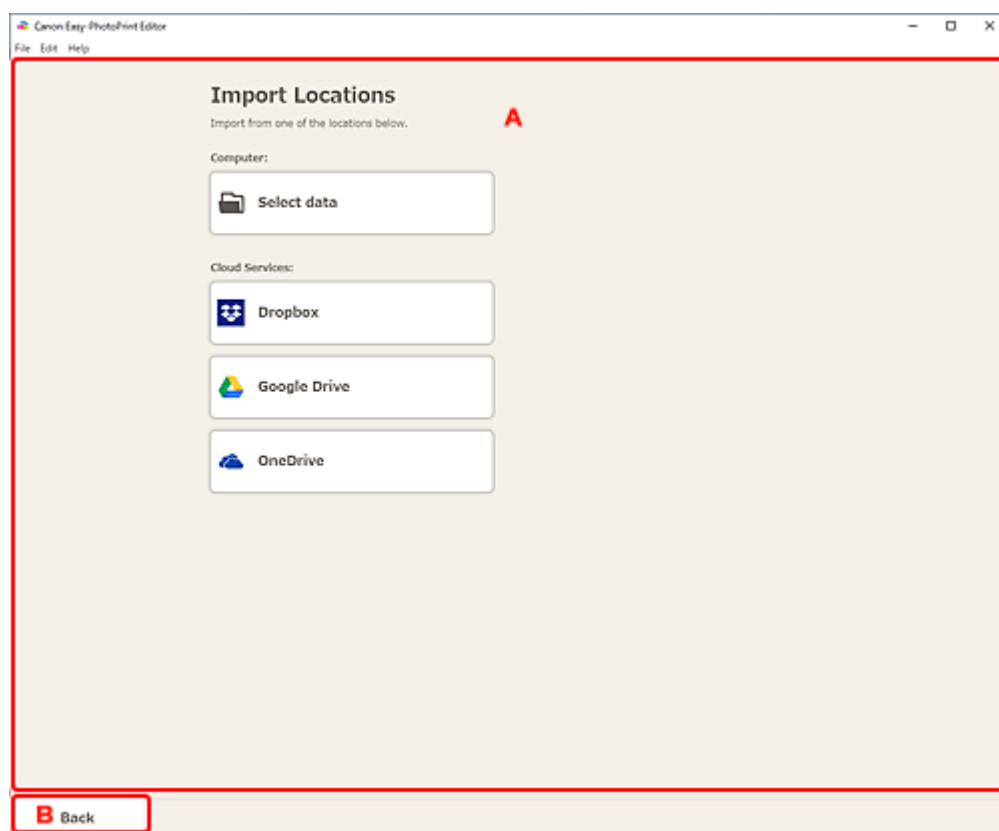 Canon Easy-PhotoPrint Editor
File Edit Help
Import Locations
A
Import from one of the locations below.
Computer:
Select data
Cloud Services:
Dropbox
Google Drive
OneDrive
B Back